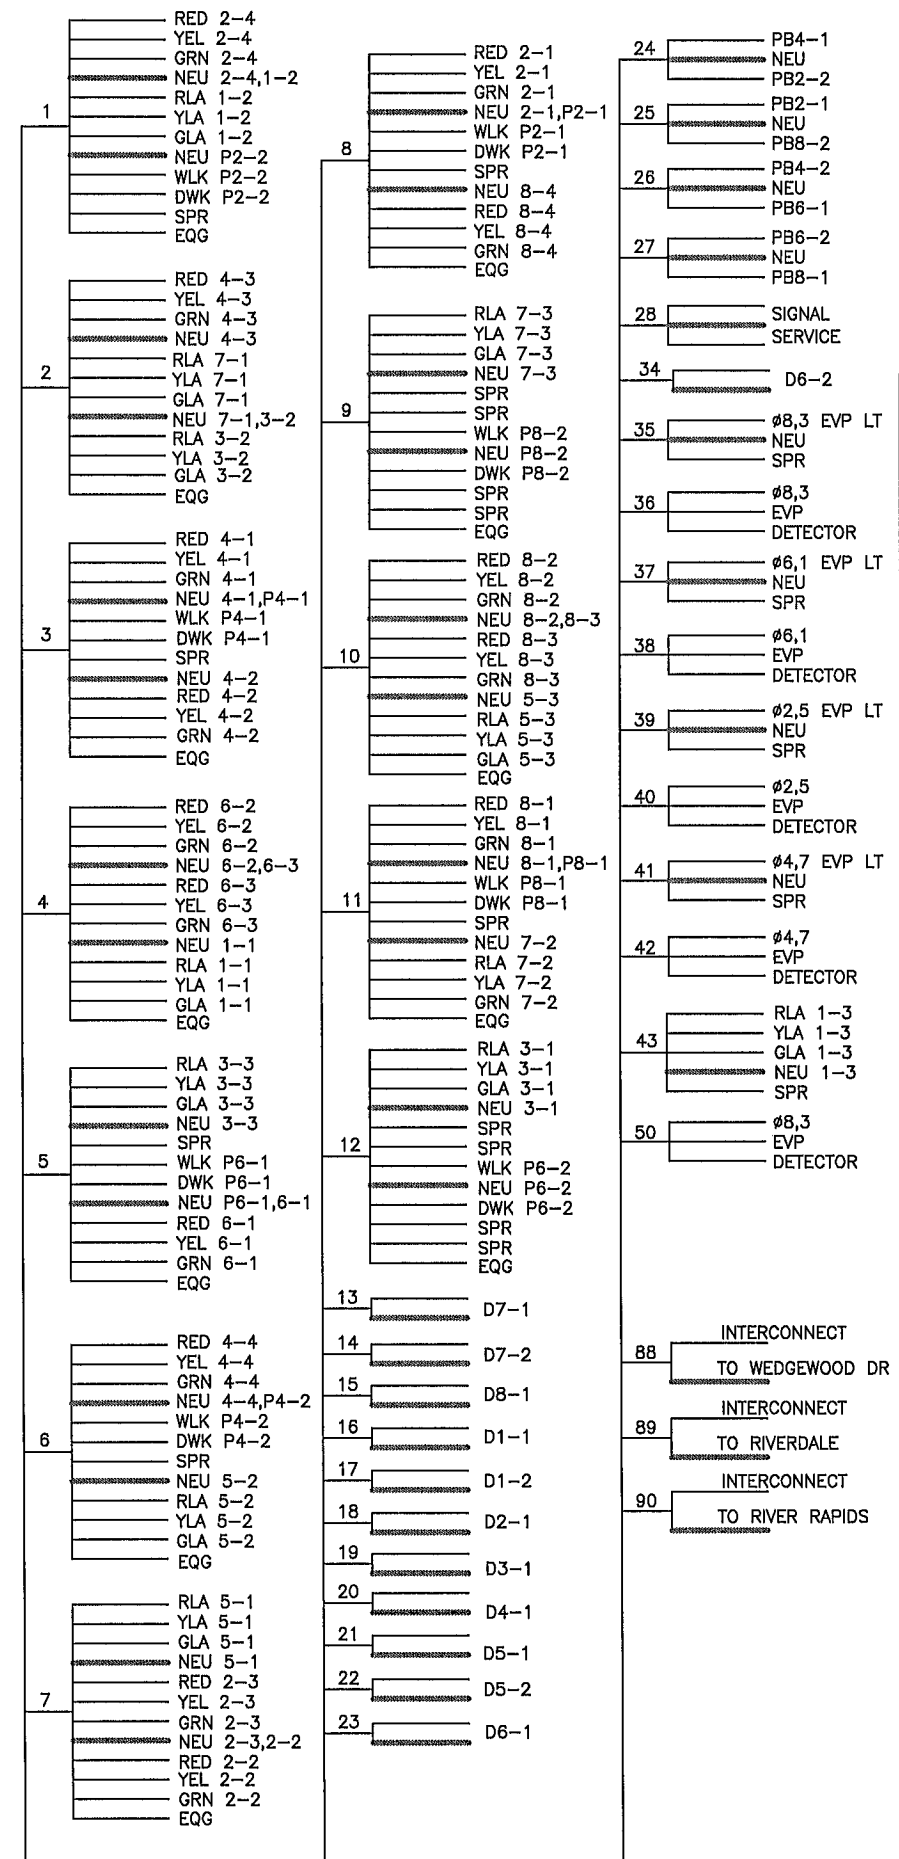 1
RED 2-4
YEL 2-4
GRN 2-4
NEU 2-4,1-2
RLA 1-2
YLA 1-2
GLA 1-2
NEU P2-2
WLK P2-2
DWK P2-2
SPR
EQG
2
RED 4-3
YEL 4-3
GRN 4-3
NEU 4-3
RLA 7-1
YLA 7-1
GLA 7-1
NEU 7-1,3-2
RLA 3-2
YLA 3-2
GLA 3-2
EQG
3
RED 4-1
YEL 4-1
GRN 4-1
NEU 4-1,P4-1
WLK P4-1
DWK P4-1
SPR
NEU 4-2
RED 4-2
YEL 4-2
GRN 4-2
EQG
4
RED 6-2
YEL 6-2
GRN 6-2
NEU 6-2,6-3
RED 6-3
YEL 6-3
GRN 6-3
NEU 1-1
RLA 1-1
YLA 1-1
GLA 1-1
EQG
5
RLA 3-3
YLA 3-3
GLA 3-3
NEU 3-3
SPR
WLK P6-1
DWK P6-1
NEU P6-1,6-1
RED 6-1
YEL 6-1
GRN 6-1
EQG
6
RED 4-4
YEL 4-4
GRN 4-4
NEU 4-4,P4-2
WLK P4-2
DWK P4-2
SPR
NEU 5-2
RLA 5-2
YLA 5-2
GLA 5-2
EQG
7
RLA 5-1
YLA 5-1
GLA 5-1
NEU 5-1
RED 2-3
YEL 2-3
GRN 2-3
NEU 2-3,2-2
RED 2-2
YEL 2-2
GRN 2-2
EQG
8
RED 2-1
YEL 2-1
GRN 2-1
NEU 2-1,P2-1
WLK P2-1
DWK P2-1
SPR
NEU 8-4
RED 8-4
YEL 8-4
GRN 8-4
EQG
9
RLA 7-3
YLA 7-3
GLA 7-3
NEU 7-3
SPR
SPR
WLK P8-2
NEU P8-2
DWK P8-2
SPR
SPR
EQG
10
RED 8-2
YEL 8-2
GRN 8-2
NEU 8-2,8-3
RED 8-3
YEL 8-3
GRN 8-3
NEU 5-3
RLA 5-3
YLA 5-3
GLA 5-3
EQG
11
RED 8-1
YEL 8-1
GRN 8-1
NEU 8-1,P8-1
WLK P8-1
DWK P8-1
SPR
NEU 7-2
RLA 7-2
YLA 7-2
GRN 7-2
EQG
12
RLA 3-1
YLA 3-1
GLA 3-1
NEU 3-1
SPR
SPR
WLK P6-2
NEU P6-2
DWK P6-2
SPR
SPR
EQG
13 D7-1
14 D7-2
15 D8-1
16 D1-1
17 D1-2
18 D2-1
19 D3-1
20 D4-1
21 D5-1
22 D5-2
23 D6-1
24
PB4-1
NEU
PB2-2
25
PB2-1
NEU
PB8-2
26
PB4-2
NEU
PB6-1
27
PB6-2
NEU
PB8-1
28
SIGNAL
SERVICE
34 D6-2
35
ø8,3 EVP LT
NEU
SPR
36
ø8,3
EVP
DETECTOR
37
ø6,1 EVP LT
NEU
SPR
38
ø6,1
EVP
DETECTOR
39
ø2,5 EVP LT
NEU
SPR
40
ø2,5
EVP
DETECTOR
41
ø4,7 EVP LT
NEU
SPR
42
ø4,7
EVP
DETECTOR
43
RLA 1-3
YLA 1-3
GLA 1-3
NEU 1-3
SPR
50
ø8,3
EVP
DETECTOR
88
INTERCONNECT
TO WEDGEWOOD DR
89
INTERCONNECT
TO RIVERDALE
90
INTERCONNECT
TO RIVER RAPIDS